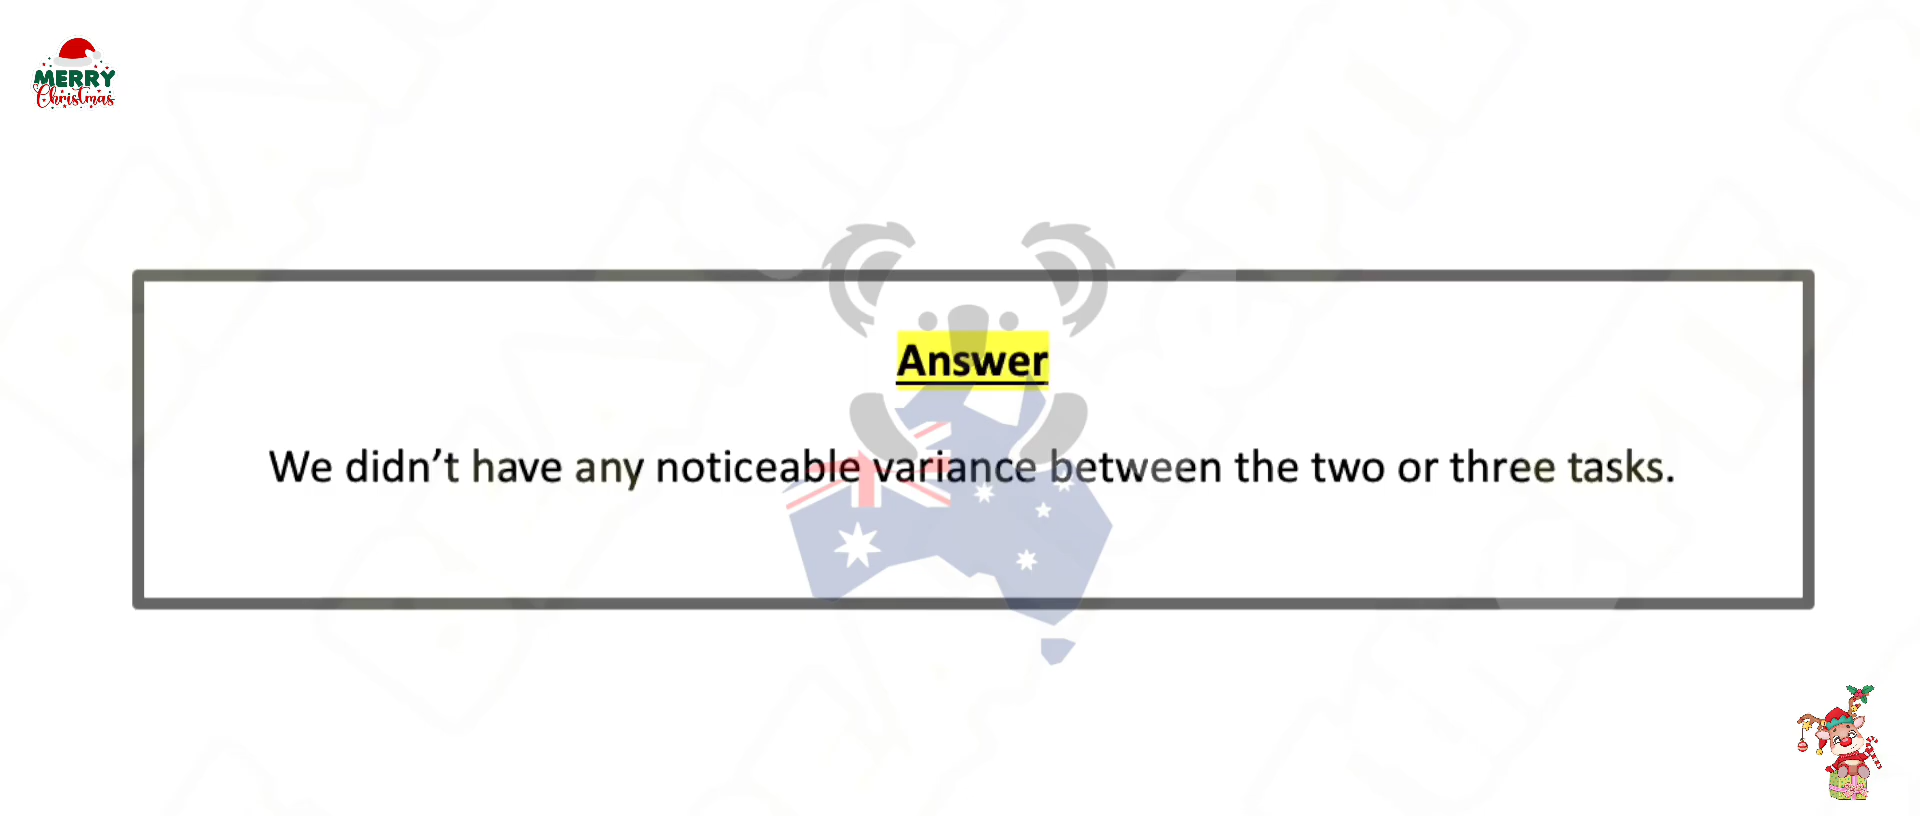 MERRY
Christmas
Answer
We didn’t have any noticeable variance between the two or three tasks.